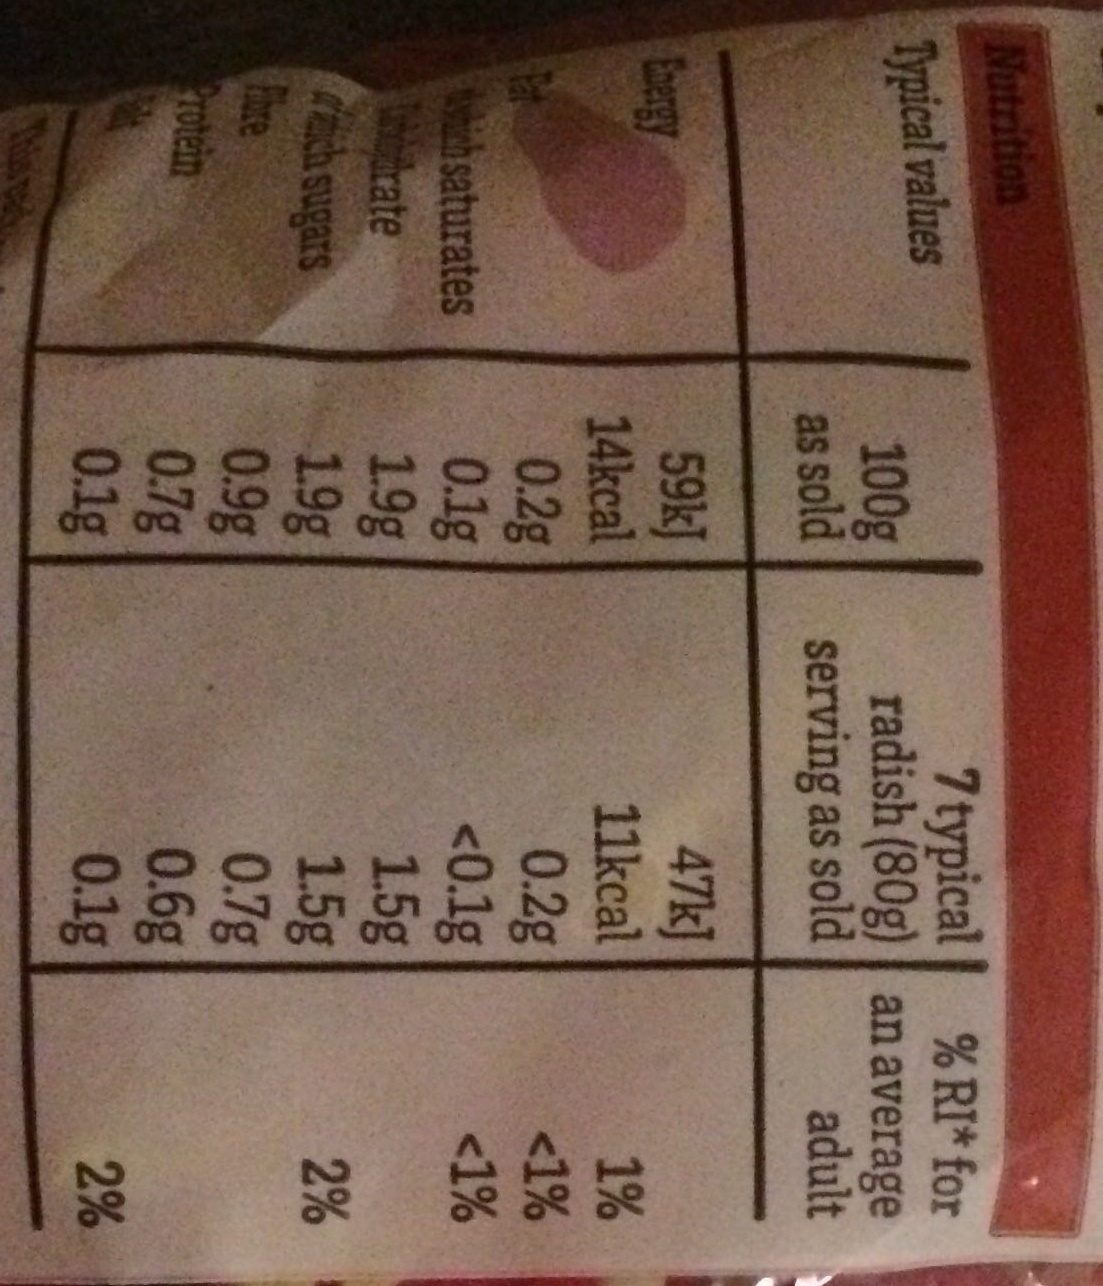 Nutrition
Typical values 100g as sold 7 typical radish (80g) serving as sold % RI* for an average adult
Energy 59kJ 47kJ
14kcal 11kcal 1%
Fat 0.2g 0.2g <1%
of which saturates 0.1g <0.1g <1%
Carbohydrate 1.9g 1.5g
of which sugars 1.9g 1.5g 2%
Fibre 0.9g 0.7g
Protein 0.7g 0.6g
Salt 0.1g 0.1g 2%
This